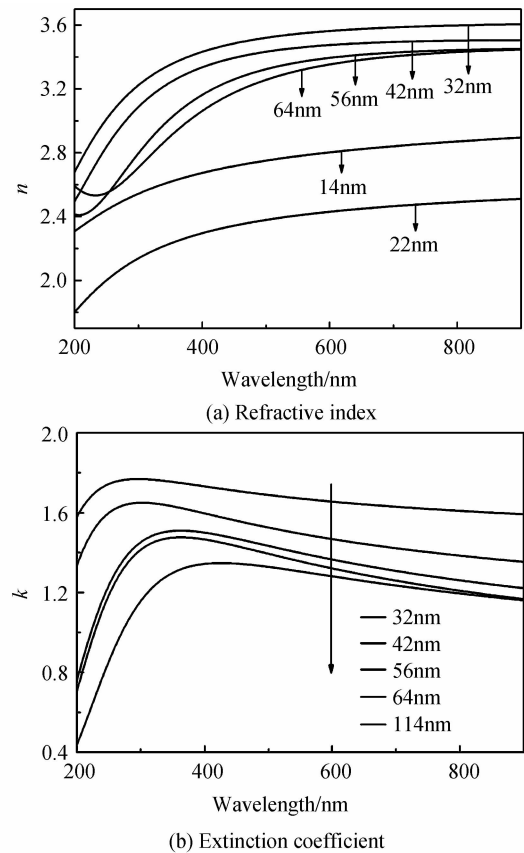 3.6
3.2
2.8
2.4
2.0
n
64nm
56nm
42nm
32nm
14nm
22nm
200
400
600
800
Wavelength/nm
(a) Refractive index
2.0
1.6
1.2
0.8
0.4
k
32nm
42nm
56nm
64nm
114nm
200
400
600
800
Wavelength/nm
(b) Extinction coefficient